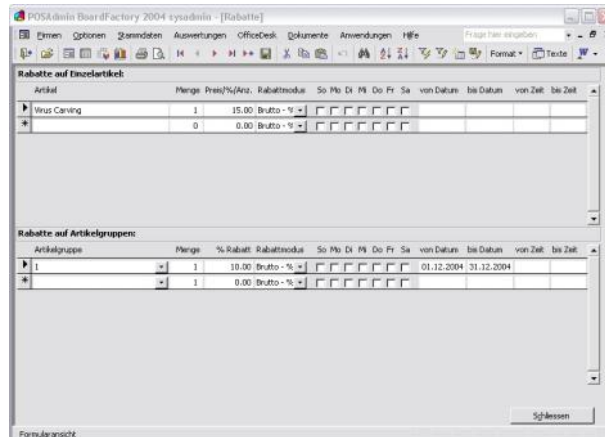 POSAdmin BoardFactory 2004 sysadmin - [Rabatte]
Firmen Optionen Stammdaten Auswertungen OfficeDesk Dokumente Anwendungen Hilfe Frage hier eingeben
Format Texte
Rabatte auf Einzelartikel:
Artikel Menge Preis/%/Anz. Rabattmodus So Mo Di Mi Do Fr Sa von Datum bis Datum von Zeit bis Zeit
Virus Carving 1 15.00 Brutto - %
0 0.00 Brutto - %
Rabatte auf Artikelgruppen:
Artikelgruppe Menge % Rabatt Rabattmodus So Mo Di Mi Do Fr Sa von Datum bis Datum von Zeit bis Zeit
1 1 10.00 Brutto - % 01.12.2004 31.12.2004
1 0.00 Brutto - %
Schliessen
Formularansicht